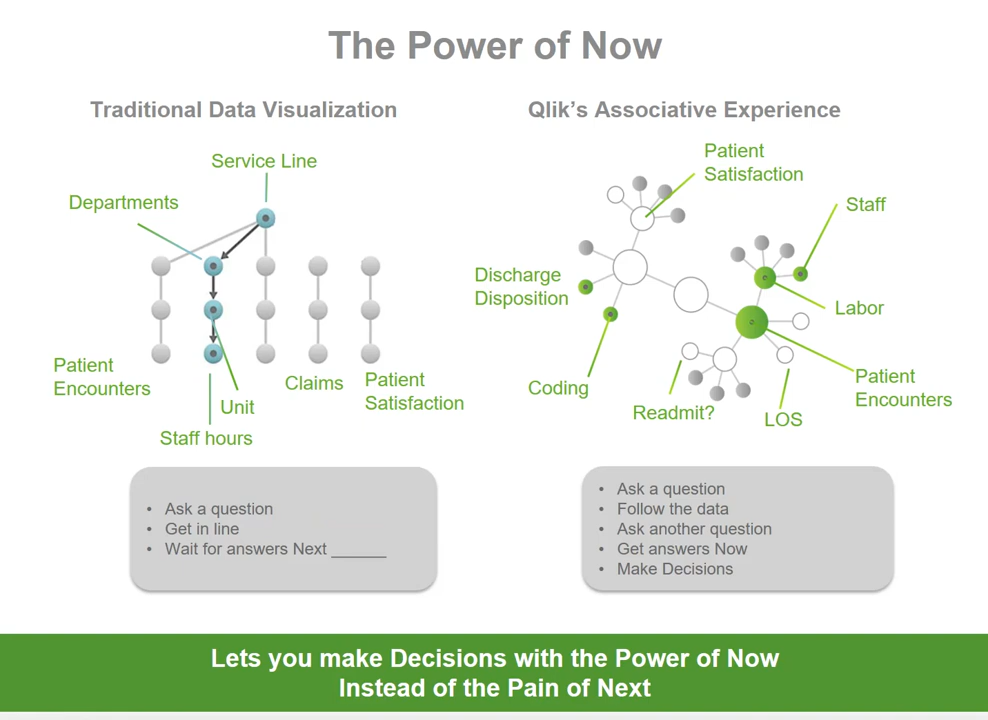 The Power of Now
Traditional Data Visualization
Service Line
Departments
Patient
Encounters
Unit
Staff hours
Claims
Patient
Satisfaction
• Ask a question
• Get in line
• Wait for answers Next ______
Qlik's Associative Experience
Patient
Satisfaction
Staff
Discharge
Disposition
Labor
Coding
Readmit?
LOS
Patient
Encounters
• Ask a question
• Follow the data
• Ask another question
• Get answers Now
• Make Decisions
Lets you make Decisions with the Power of Now
Instead of the Pain of Next